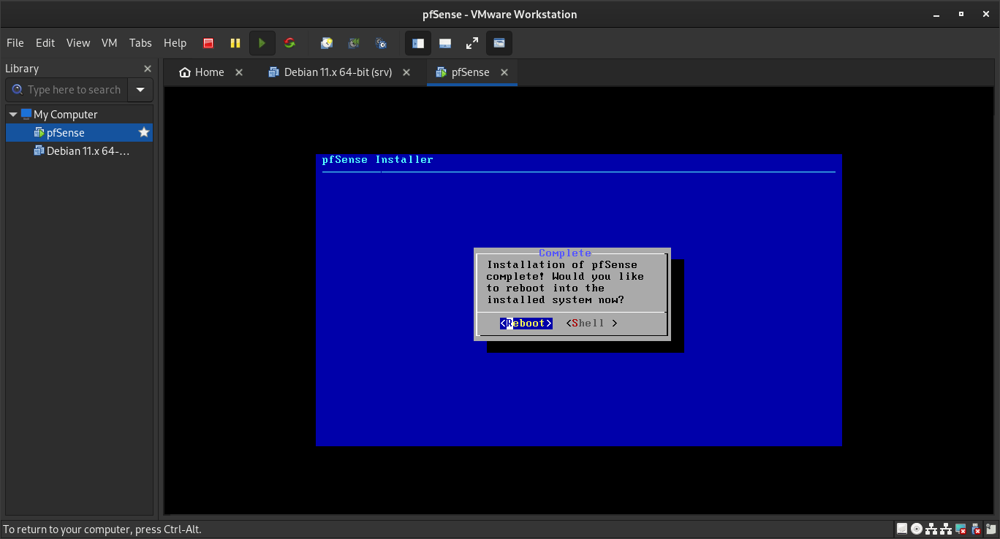 pfSense - VMware Workstation
File Edit View VM Tabs Help
Library
Type here to search
My Computer
pfSense
Debian 11.x 64-...
Home
Debian 11.x 64-bit (srv)
pfSense
pfSense Installer
Complete
Installation of pfSense
complete! Would you like
to reboot into the
installed system now?
<Reboot> <Shell >
To return to your computer, press Ctrl-Alt.